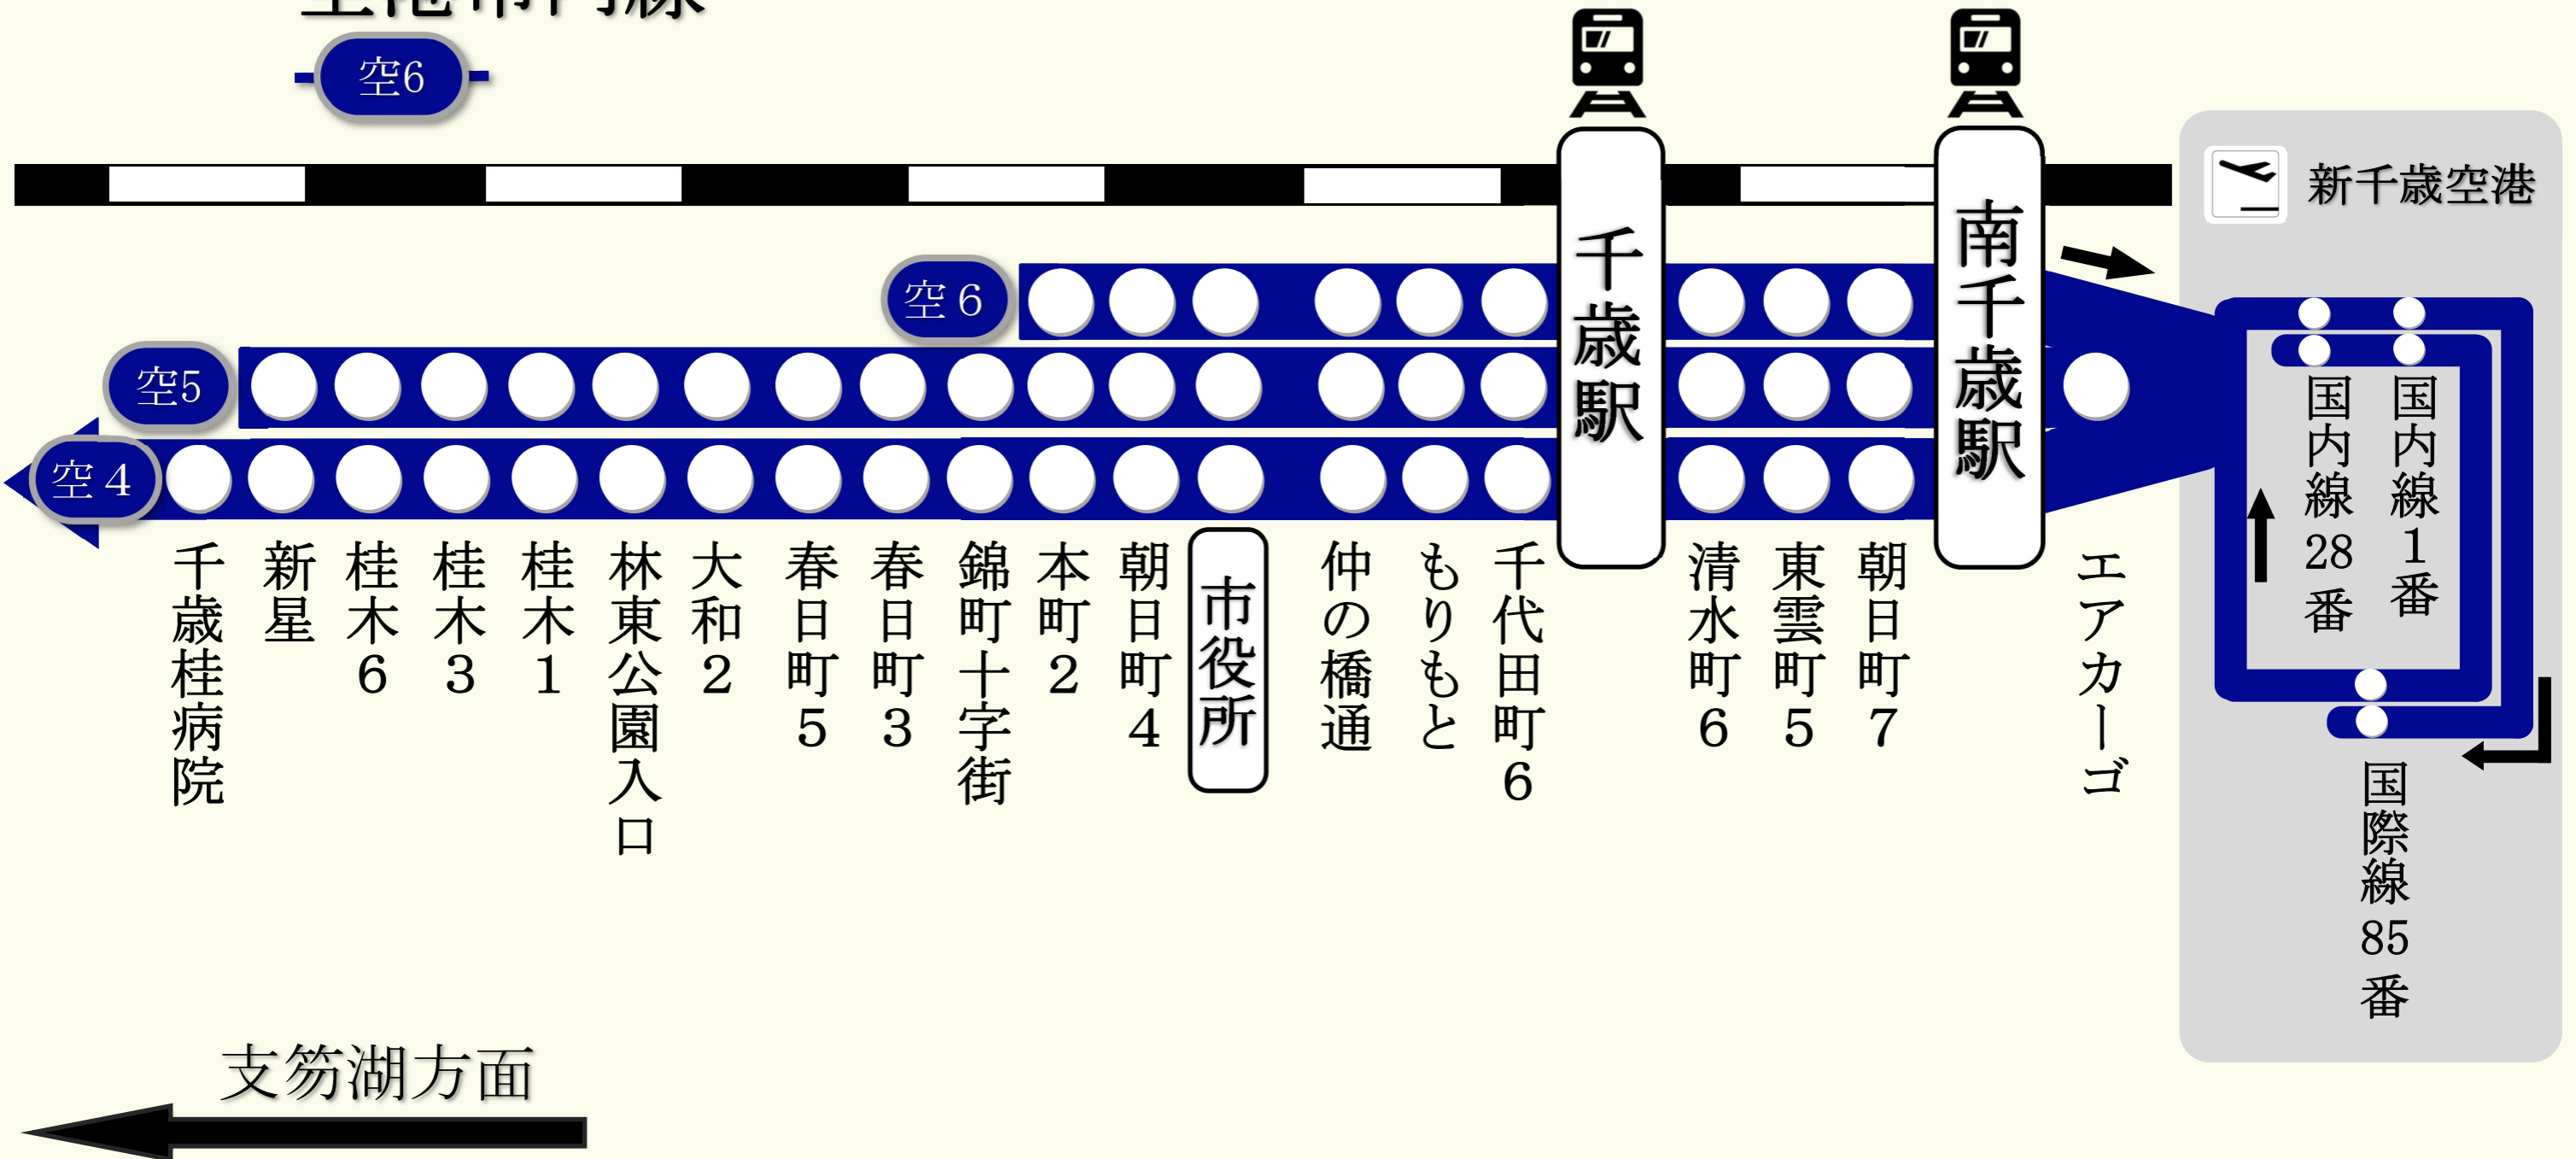 空港市内線
空6
新千歳空港
千歳駅
南千歳駅
空６
空5
空４
千歳桂病院
新星
桂木６
桂木３
桂木１
林東公園入口
大和２
春日町５
春日町３
錦町十字街
本町２
朝日町４
市役所
仲の橋通
もりもと
千代田町６
清水町６
東雲町５
朝日町７
エアカーゴ
国内線28番
国内線１番
国際線85番
支笏湖方面